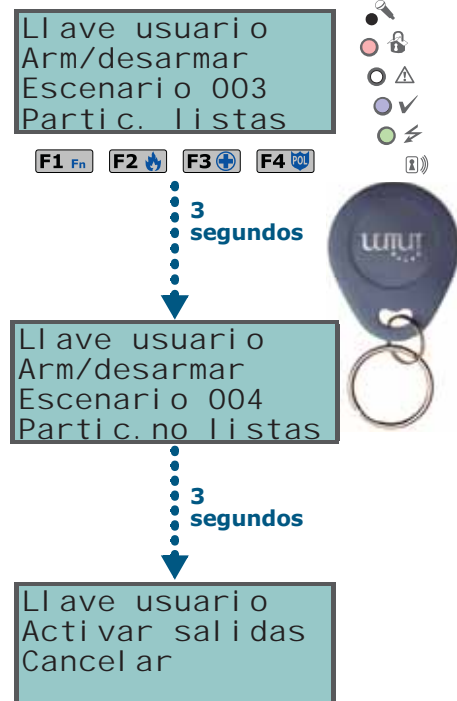 Llave usuario
Arm/desarmar
Escenario 003
Partic. listas
F1 Fn F2 F3 F4 POL
3
segundos
Llave usuario
Arm/desarmar
Escenario 004
Partic.no listas
3
segundos
Llave usuario
Activar salidas
Cancelar